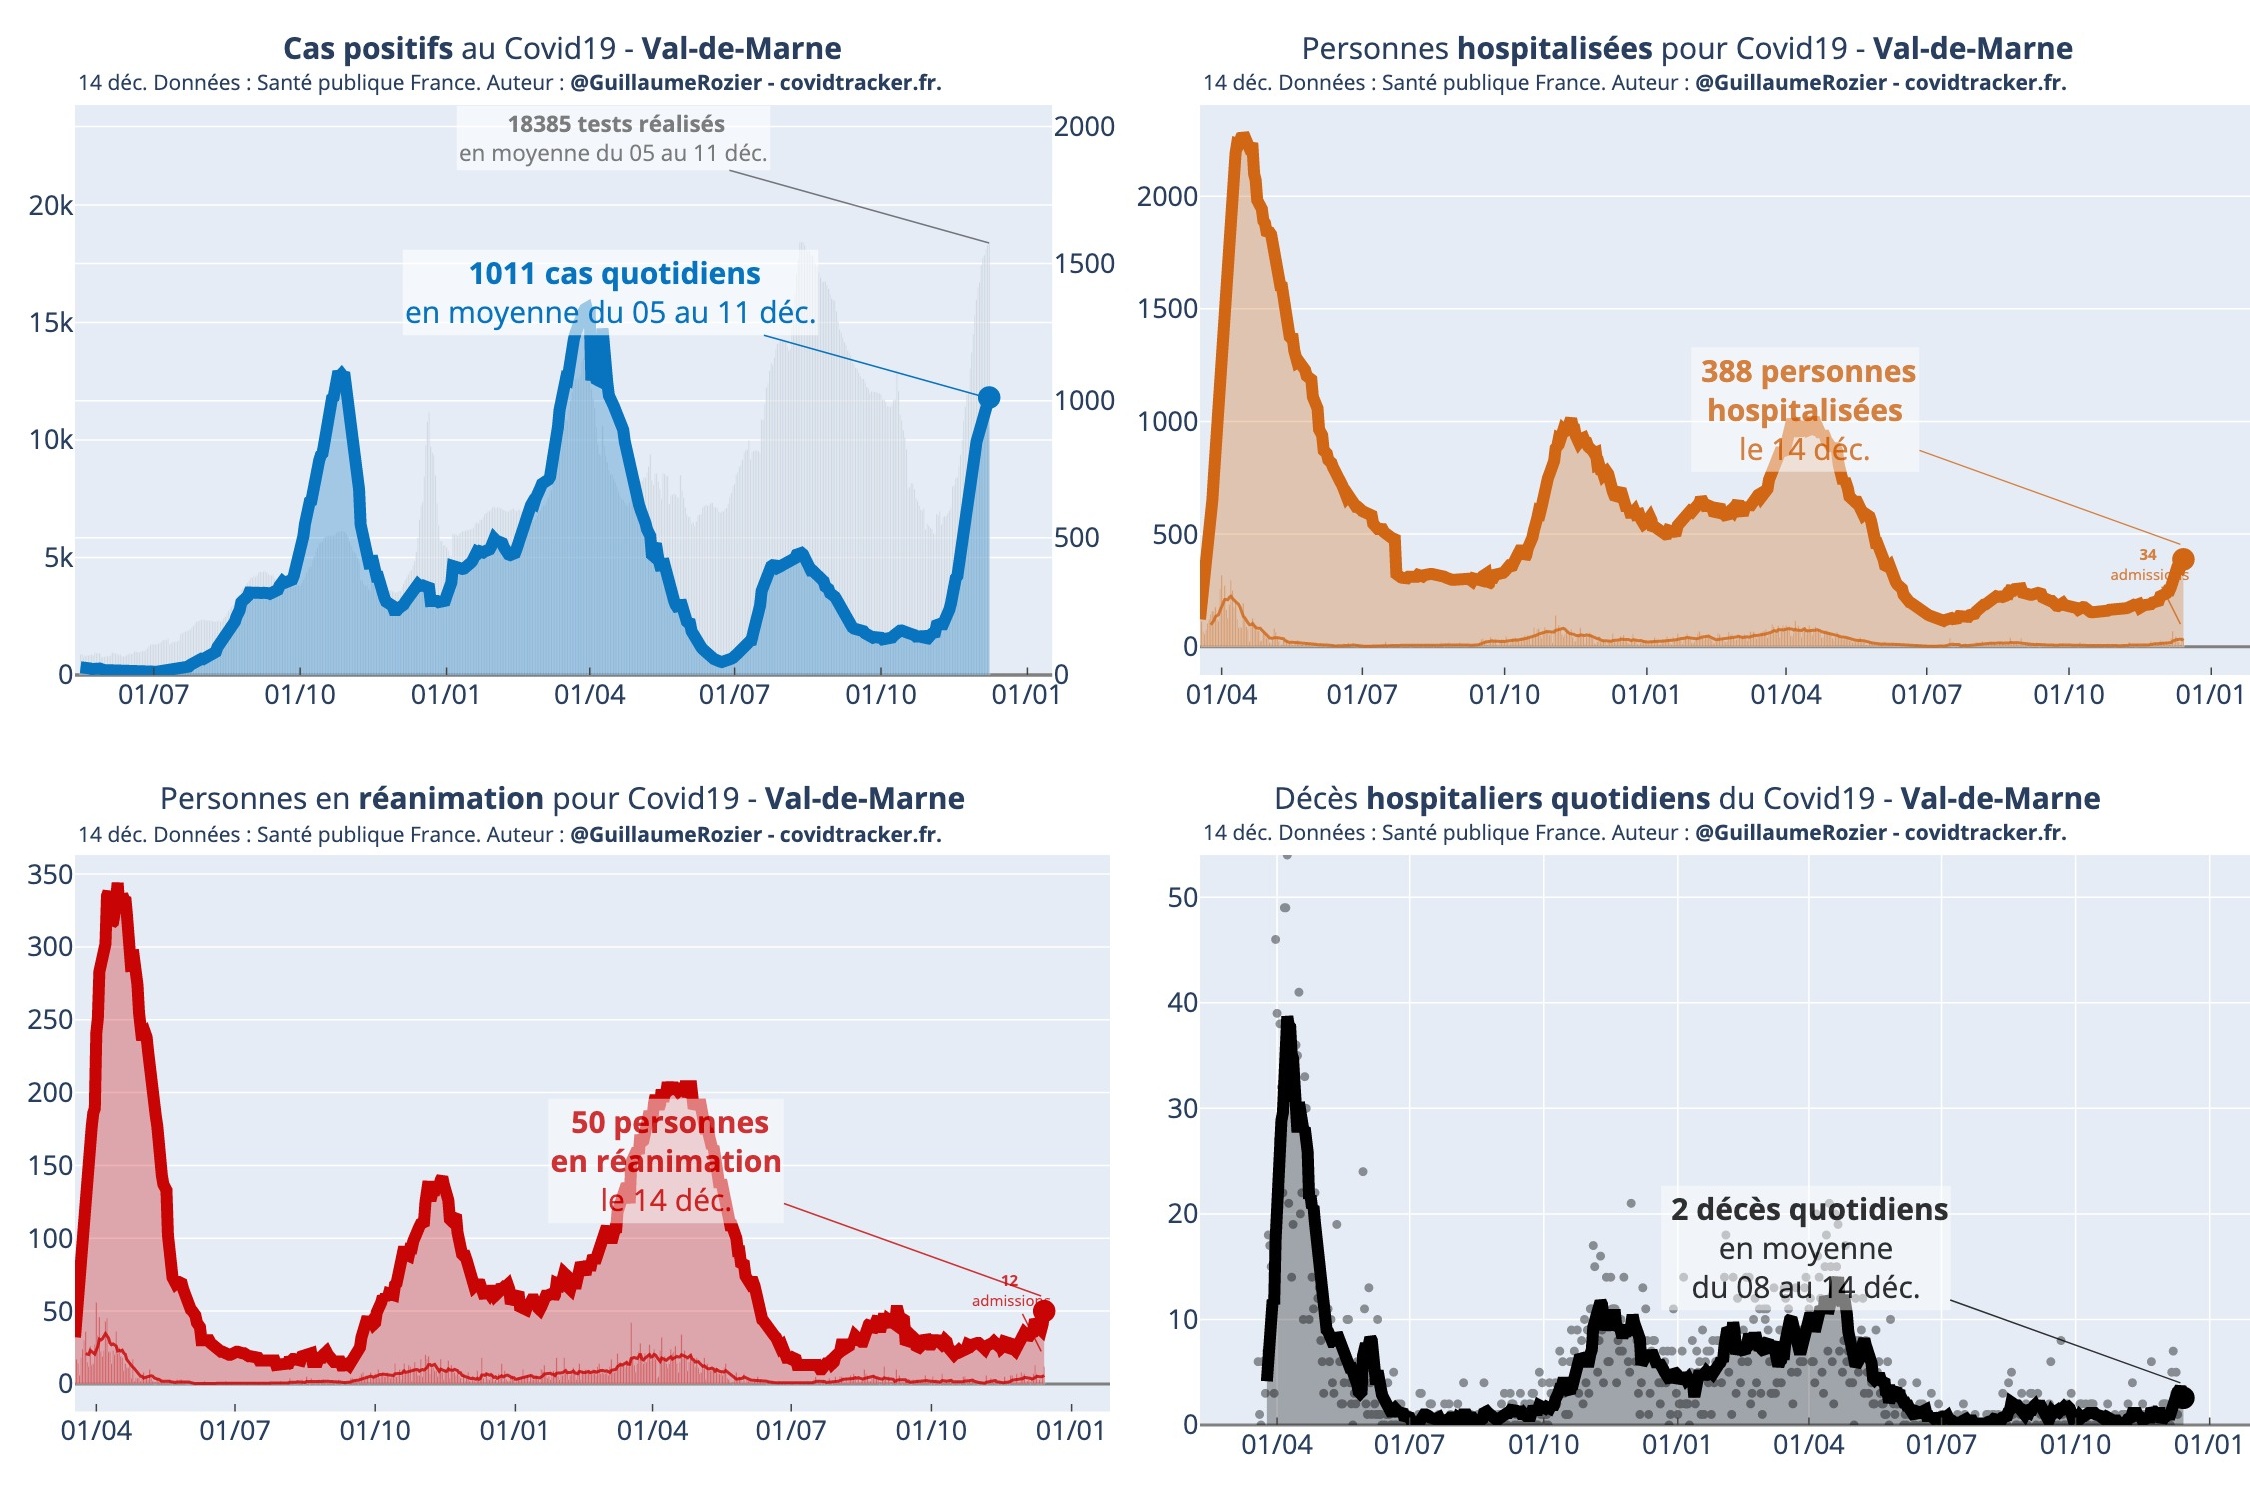 Cas positifs au Covid19 - Val-de-Marne
14 déc. Données : Santé publique France. Auteur : @GuillaumeRozier - covidtracker.fr.
18385 tests réalisés
en moyenne du 05 au 11 déc.
1011 cas quotidiens
en moyenne du 05 au 11 déc.
20k
15k
10k
5k
0
2000
1500
1000
500
0
01/07 01/10 01/01 01/04 01/07 01/10 01/01
Personnes hospitalisées pour Covid19 - Val-de-Marne
14 déc. Données : Santé publique France. Auteur : @GuillaumeRozier - covidtracker.fr.
2000
1500
1000
500
0
388 personnes
hospitalisées
le 14 déc.
34
admissions
01/04 01/07 01/10 01/01 01/04 01/07 01/10 01/01
Personnes en réanimation pour Covid19 - Val-de-Marne
14 déc. Données : Santé publique France. Auteur : @GuillaumeRozier - covidtracker.fr.
350
300
250
200
150
100
50
0
50 personnes
en réanimation
le 14 déc.
12
admissions
01/04 01/07 01/10 01/01 01/04 01/07 01/10 01/01
Décès hospitaliers quotidiens du Covid19 - Val-de-Marne
14 déc. Données : Santé publique France. Auteur : @GuillaumeRozier - covidtracker.fr.
50
40
30
20
10
0
2 décès quotidiens
en moyenne
du 08 au 14 déc.
01/04 01/07 01/10 01/01 01/04 01/07 01/10 01/01